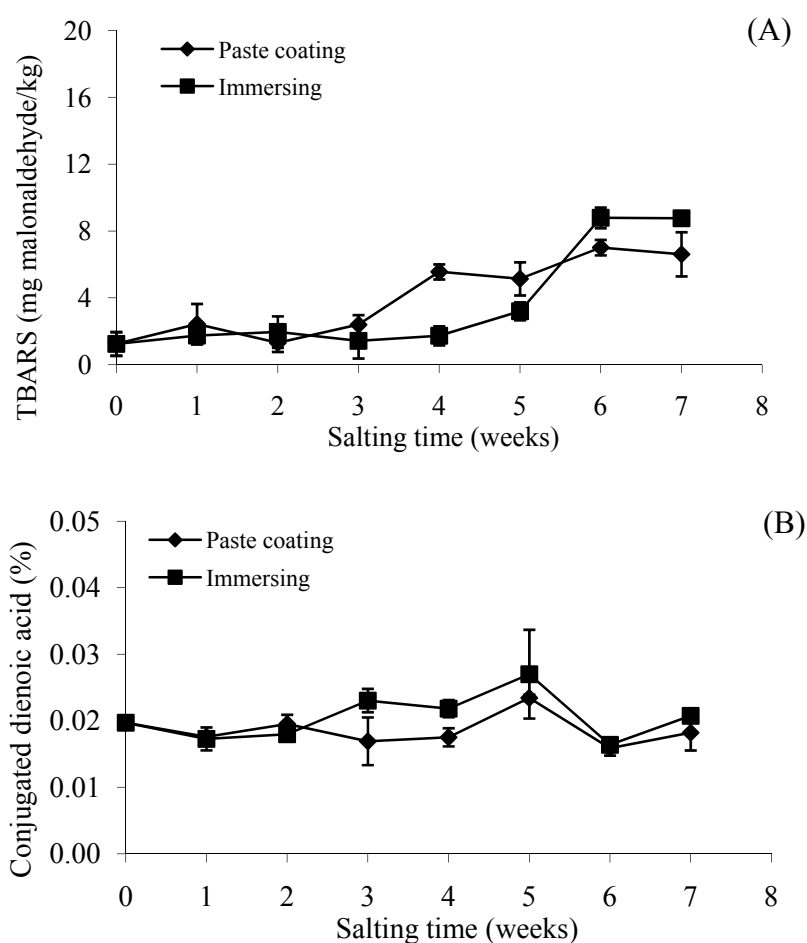 (A)
Paste coating
Immersing
20
16
12
8
4
0
TBARS (mg malonaldehyde/kg)
0 1 2 3 4 5 6 7 8
Salting time (weeks)
(B)
Paste coating
Immersing
0.05
0.04
0.03
0.02
0.01
0.00
Conjugated dienoic acid (%)
0 1 2 3 4 5 6 7 8
Salting time (weeks)